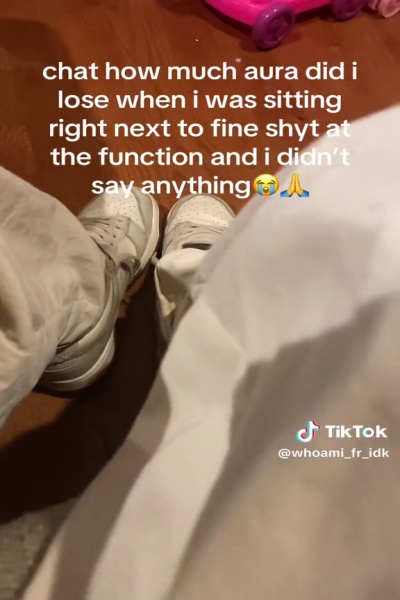 chat how much aura did i
lose when i was sitting
right next to fine shyt at
the function and i didn't
say anything😭🙏
TikTok
@whoami_fr_idk